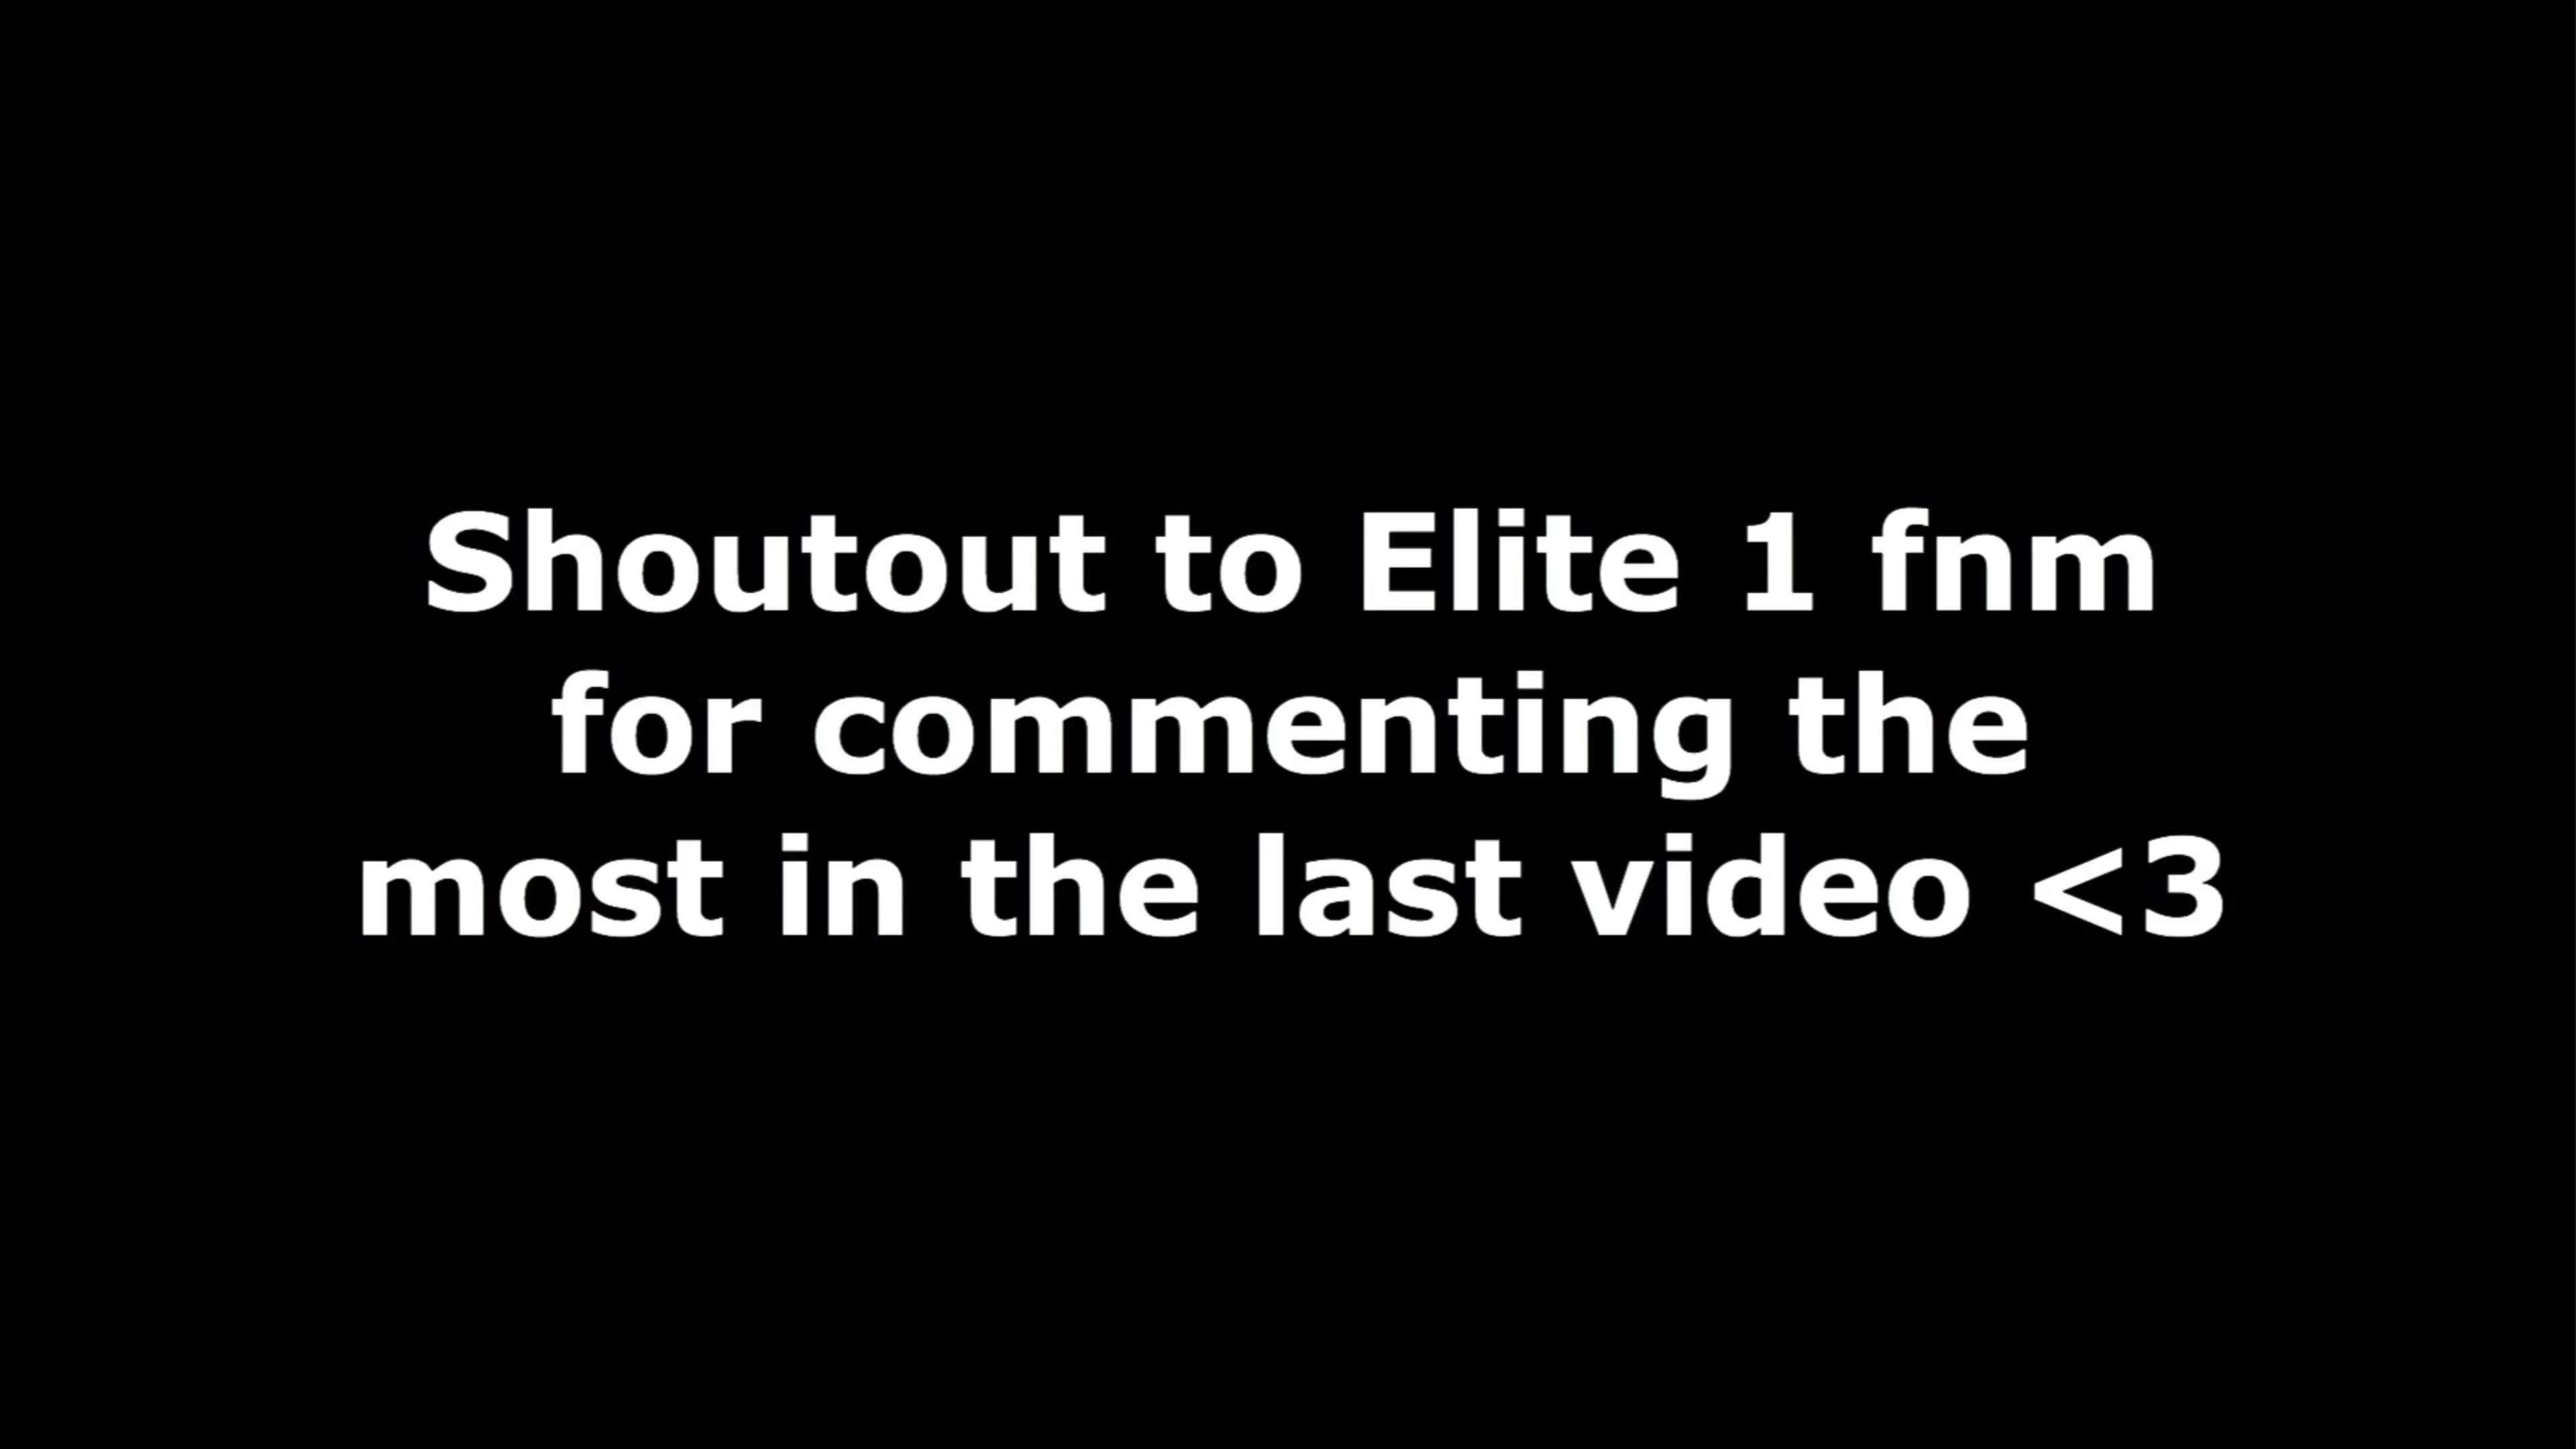 Shoutout to Elite 1 fnm
for commenting the
most in the last video <3